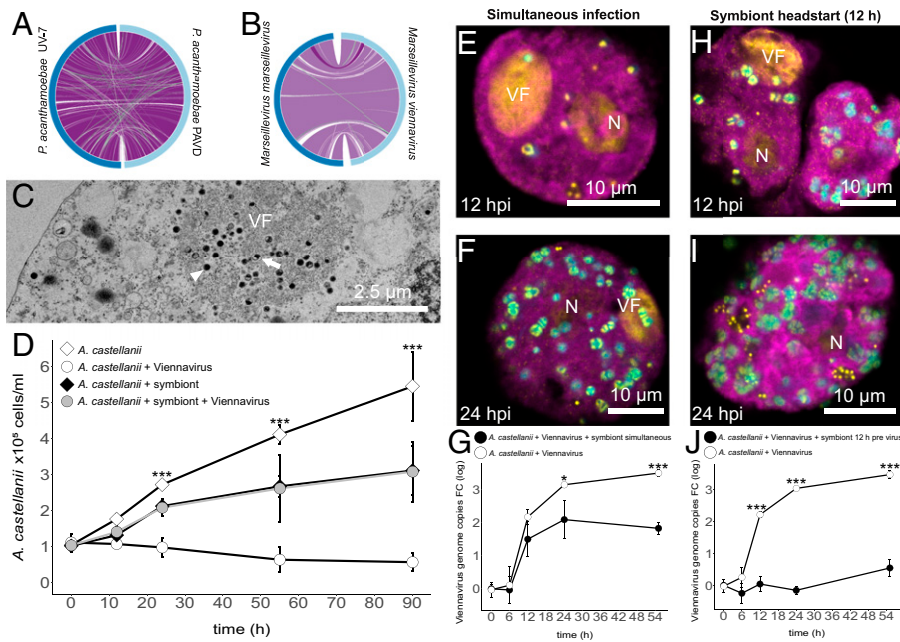 A
P. acanthamoebae UV-7
P. acanthamoebae PAVD
B
Marseillevirus marseillevirus
Marseillevirus viennavirus
C
VF
2.5 µm
D
A. castellanii
A. castellanii + Viennavirus
A. castellanii + symbiont
A. castellanii + symbiont + Viennavirus
***
***
***
A. castellanii x10⁵ cells/ml
6
5
4
3
2
1
0
0 10 20 30 40 50 60 70 80 90
time (h)
Simultaneous infection
E
VF
N
10 µm
12 hpi
F
N
VF
10 µm
24 hpi
G
A. castellanii + Viennavirus + symbiont simultaneous
A. castellanii + Viennavirus
*
***
Viennavirus genome copies FC (log)
3
2
1
0
0 6 12 18 24 30 36 42 48 54
time (h)
Symbiont headstart (12 h)
H
VF
N
10 µm
12 hpi
I
N
10 µm
24 hpi
J
A. castellanii + Viennavirus + symbiont 12 h pre virus
A. castellanii + Viennavirus
***
***
***
Viennavirus genome copies FC (log)
3
2
1
0
0 6 12 18 24 30 36 42 48 54
time (h)